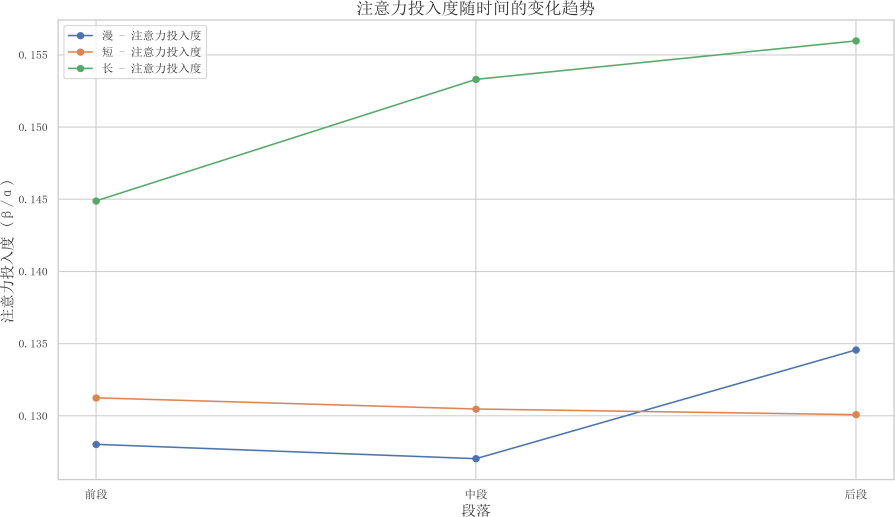 注意力投入度随时间的变化趋势
漫 - 注意力投入度
短 - 注意力投入度
长 - 注意力投入度
0.155
0.150
0.145
0.140
0.135
0.130
注意力投入度 (β/α)
前段
中段
后段
段落